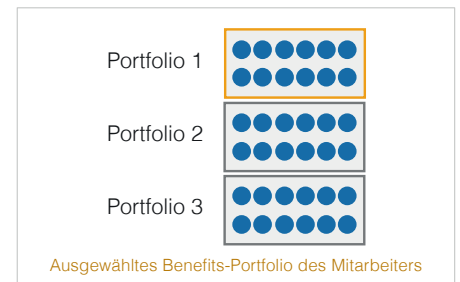 Portfolio 1
Portfolio 2
Portfolio 3
Ausgewähltes Benefits-Portfolio des Mitarbeiters